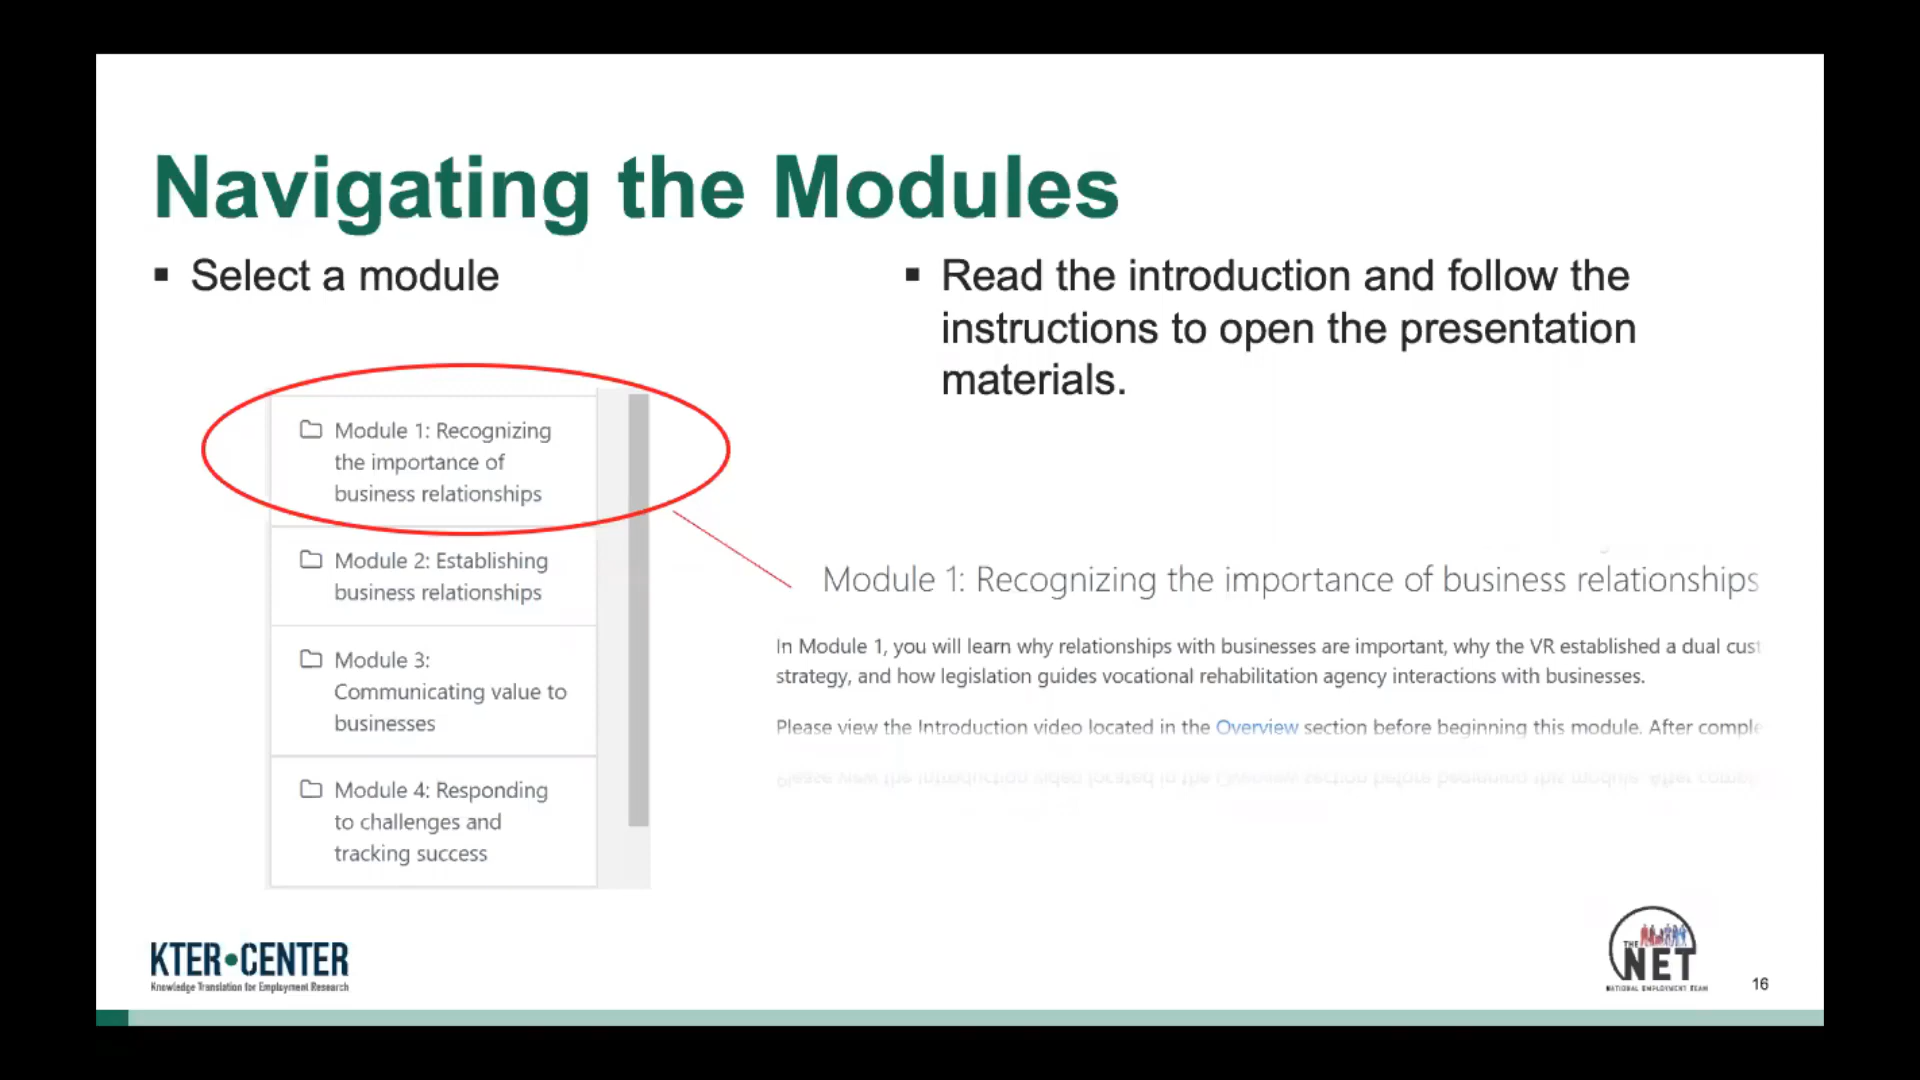 Navigating the Modules
▪ Select a module
▪ Read the introduction and follow the
instructions to open the presentation
materials.
Module 1: Recognizing
the importance of
business relationships
Module 2: Establishing
business relationships
Module 3:
Communicating value to
businesses
Module 4: Responding
to challenges and
tracking success
Module 1: Recognizing the importance of business relationships
In Module 1, you will learn why relationships with businesses are important, why the VR established a dual cust
strategy, and how legislation guides vocational rehabilitation agency interactions with businesses.
Please view the Introduction video located in the Overview section before beginning this module. After comple
KTER•CENTER
Knowledge Translation for Employment Research
THE
NET
NATIONAL EMPLOYMENT TEAM
16